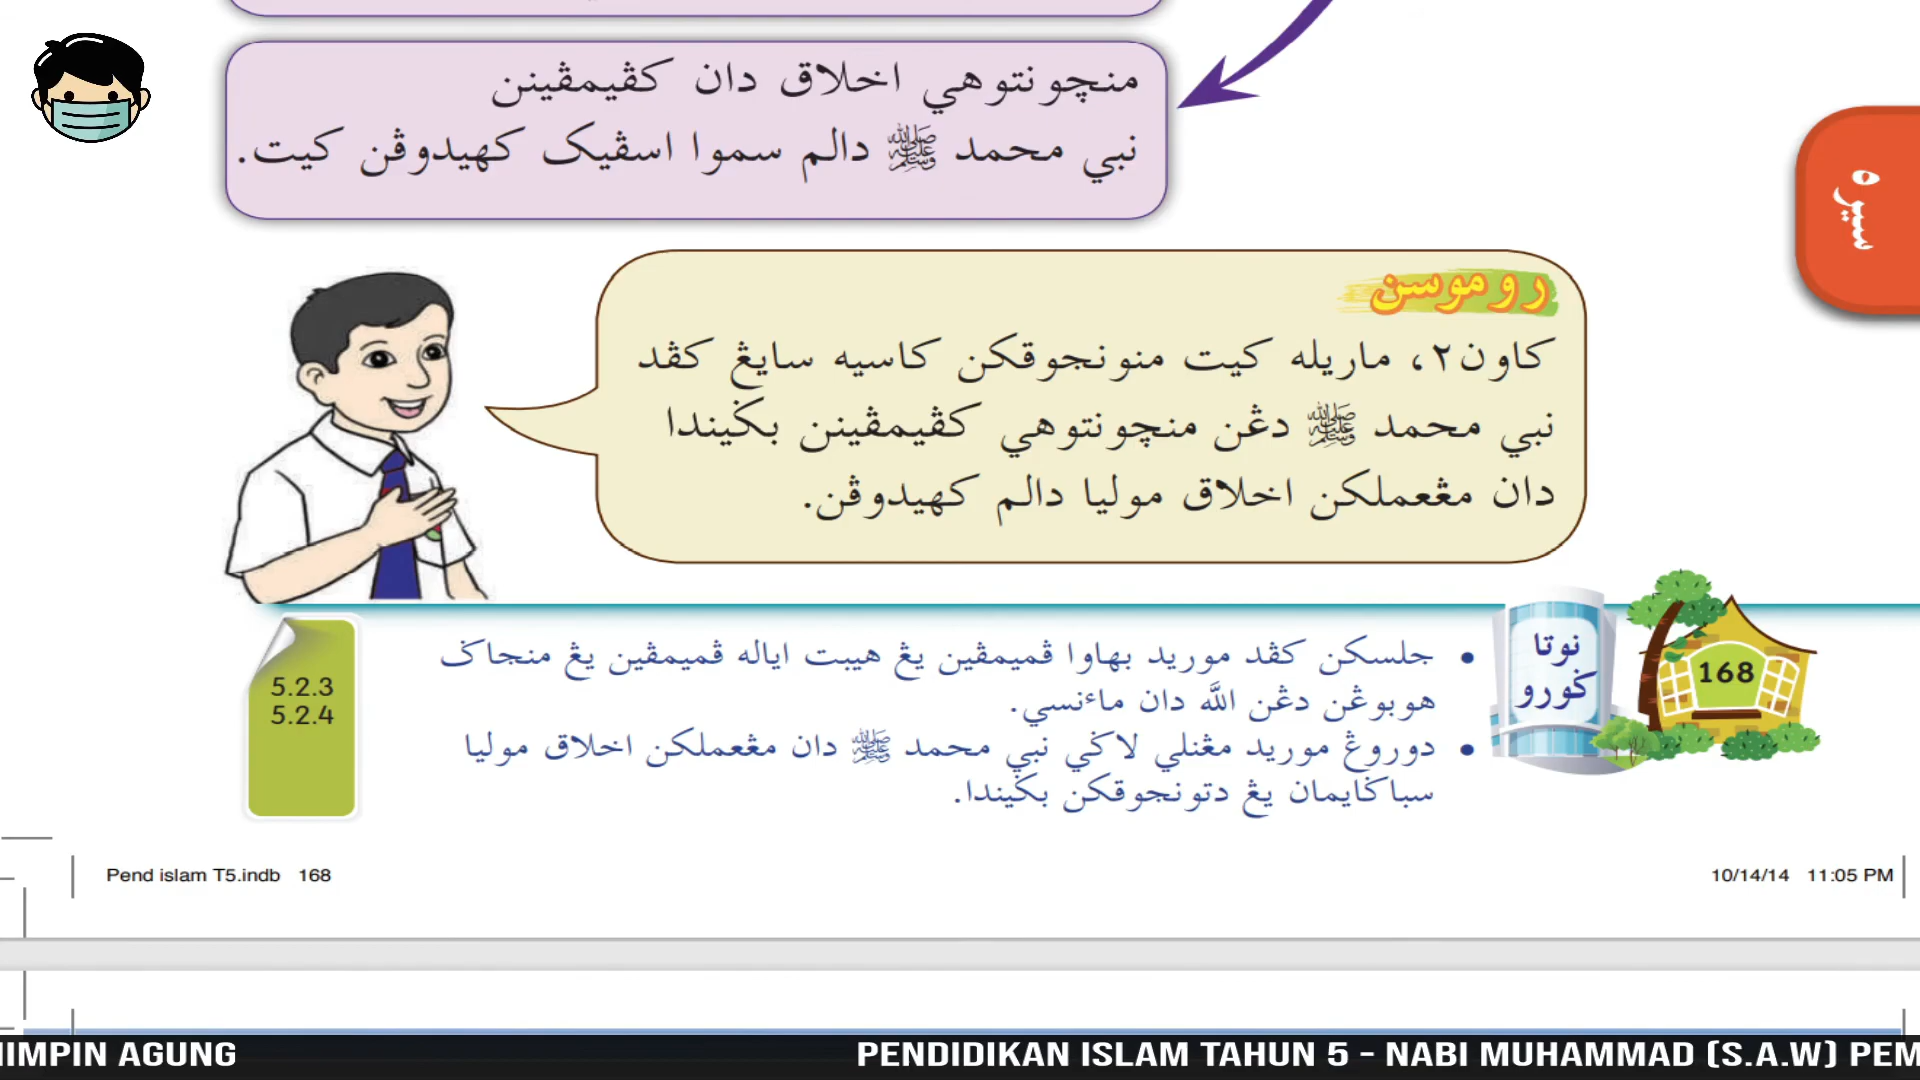 منچونتوهي اخلاق دان کڤيمڤينن
نبي محمد ﷺ دالم سموا اسڤيک کهيدوڤن کيت.
سيره
روموسن
کاون٢، ماريله کيت منونجوقکن کاسيه سايڠ کڤد
نبي محمد ﷺ دڠن منچونتوهي کڤيمڤينن بݢيندا
دان مڠعملکن اخلاق موليا دالم کهيدوڤن.
نوتا
ݢورو
168
• جلسکن کڤد موريد بهاوا ڤميمڤين يڠ هيبت اياله ڤميمڤين يڠ منجاݢ
هوبوڠن دڠن الله دان ماءنسي.
• دوروڠ موريد مڠنلي لاݢي نبي محمد ﷺ دان مڠعملکن اخلاق موليا
سباݢايمان يڠ دتونجوقکن بݢيندا.
5.2.3
5.2.4
Pend islam T5.indb 168
10/14/14 11:05 PM
IMPIN AGUNG
PENDIDIKAN ISLAM TAHUN 5 - NABI MUHAMMAD (S.A.W) PEM